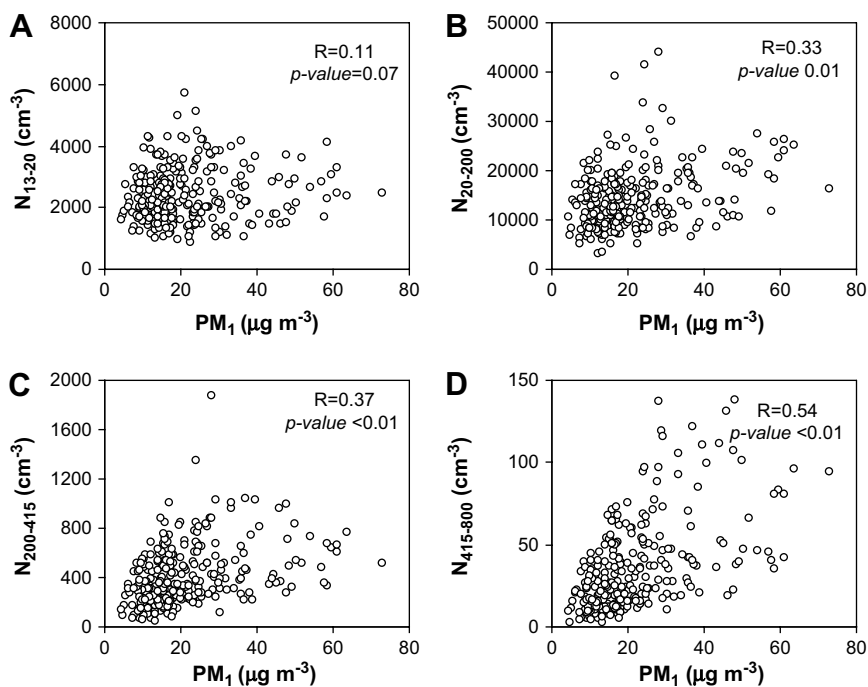 A
8000
6000
4000
2000
0
N13-20 (cm-3)
R=0.11
p-value=0.07
0 20 40 60 80
PM1 (μg m-3)
B
50000
40000
30000
20000
10000
0
N20-200 (cm-3)
R=0.33
p-value 0.01
0 20 40 60 80
PM1 (μg m-3)
C
2000
1600
1200
800
400
0
N200-415 (cm-3)
R=0.37
p-value <0.01
0 20 40 60 80
PM1 (μg m-3)
D
150
100
50
0
N415-800 (cm-3)
R=0.54
p-value <0.01
0 20 40 60 80
PM1 (μg m-3)